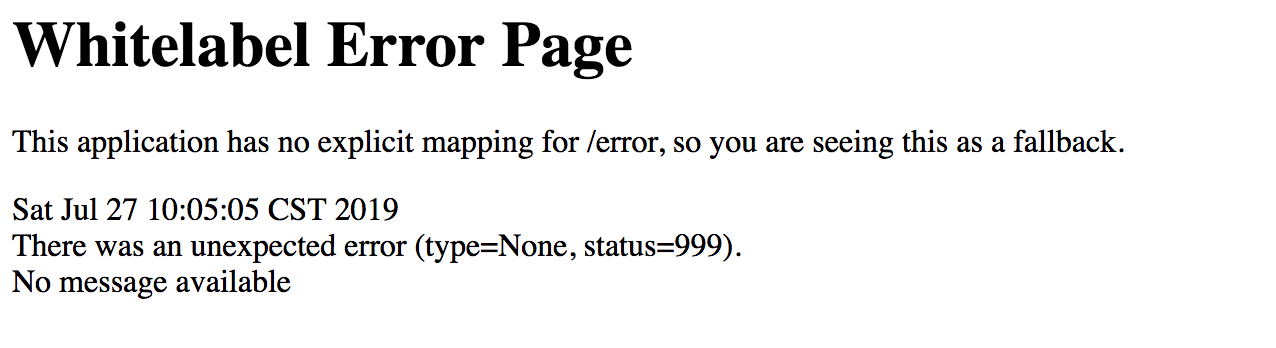 Whitelabel Error Page
This application has no explicit mapping for /error, so you are seeing this as a fallback.
Sat Jul 27 10:05:05 CST 2019
There was an unexpected error (type=None, status=999).
No message available